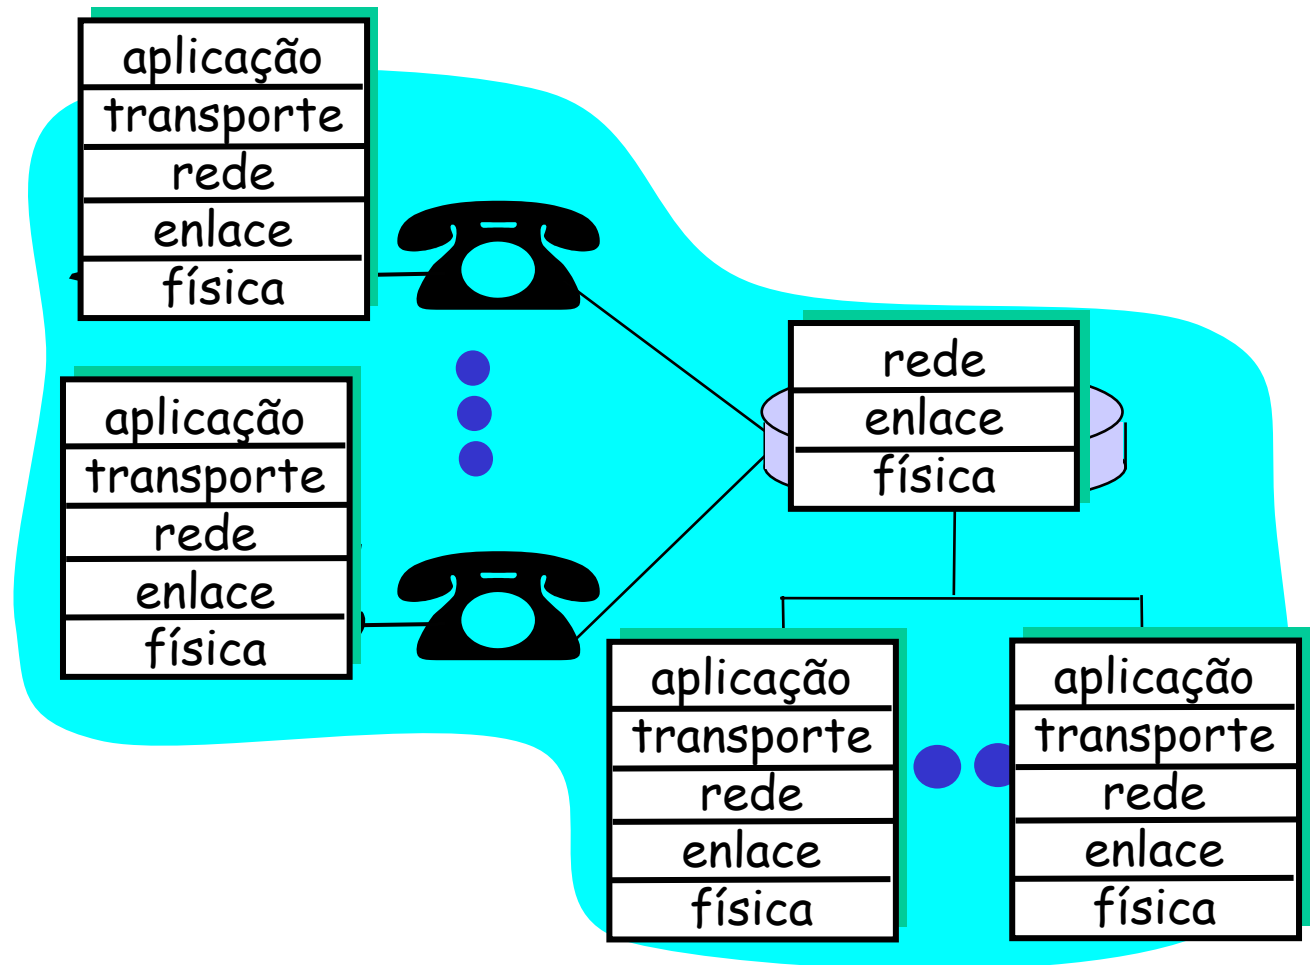 aplicação
transporte
rede
enlace
física
aplicação
transporte
rede
enlace
física
rede
enlace
física
aplicação
transporte
rede
enlace
física
aplicação
transporte
rede
enlace
física